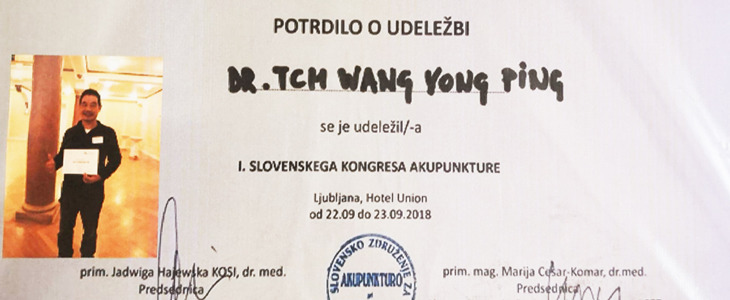 POTRDILO O UDELEŽBI
DR. TCM WANG YONG PING
se je udeležil/-a
I. SLOVENSKEGA KONGRESA AKUPUNKTURE
Ljubljana, Hotel Union
od 22.09 do 23.09.2018
prim. Jadwiga Hajewska KOSI, dr. med.
Predsednica
SLOVENSKO ZDRUŽENJE ZA
AKUPUNKTURO
prim. mag. Marija Cesar-Komar, dr.med.
Predsednica